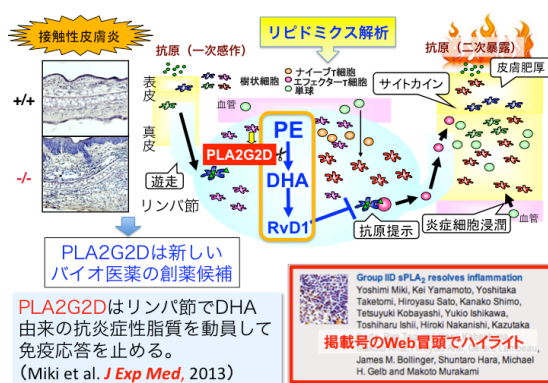 接触性皮膚炎
+/+
-/-
抗原（一次感作）
表皮
真皮
遊走
リンパ節
リピドミクス解析
樹状細胞
ナイーブT細胞
エフェクターT細胞
単球
血管
PLA2G2D
PE
DHA
RvD1
抗原提示
抗原（二次暴露）
皮膚肥厚
サイトカイン
炎症細胞浸潤
血管
PLA2G2Dは新しい
バイオ医薬の創薬候補
PLA2G2Dはリンパ節でDHA
由来の抗炎症性脂質を動員して
免疫応答を止める。
（Miki et al. J Exp Med, 2013）
Group IID sPLA2 resolves inflammation
Yoshimi Miki, Kei Yamamoto, Yoshitaka
Taketomi, Hiroyasu Sato, Kanako Shimo,
Tetsuyuki Kobayashi, Yukio Ishikawa,
Toshiharu Ishii, Hiroki Nakanishi, Kazutaka
掲載号のWeb冒頭でハイライト
James M. Bollinger, Shuntaro Hara, Michael
H. Gelb and Makoto Murakami